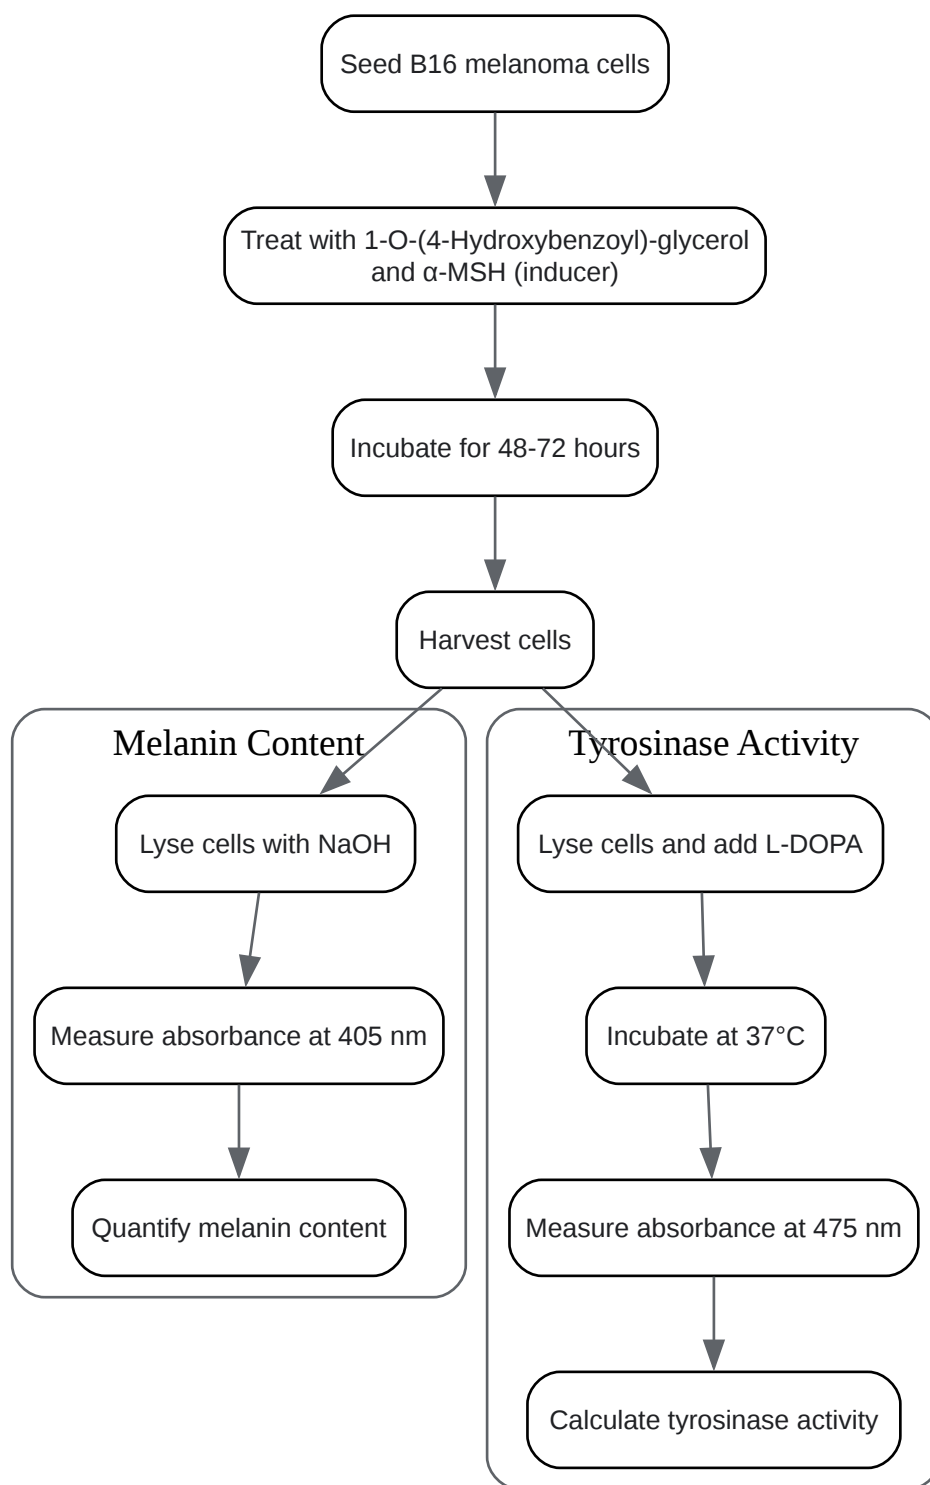 Seed B16 melanoma cells
Treat with 1-O-(4-Hydroxybenzoyl)-glycerol
and α-MSH (inducer)
Incubate for 48-72 hours
Harvest cells
Melanin Content
Lyse cells with NaOH
Measure absorbance at 405 nm
Quantify melanin content
Tyrosinase Activity
Lyse cells and add L-DOPA
Incubate at 37°C
Measure absorbance at 475 nm
Calculate tyrosinase activity